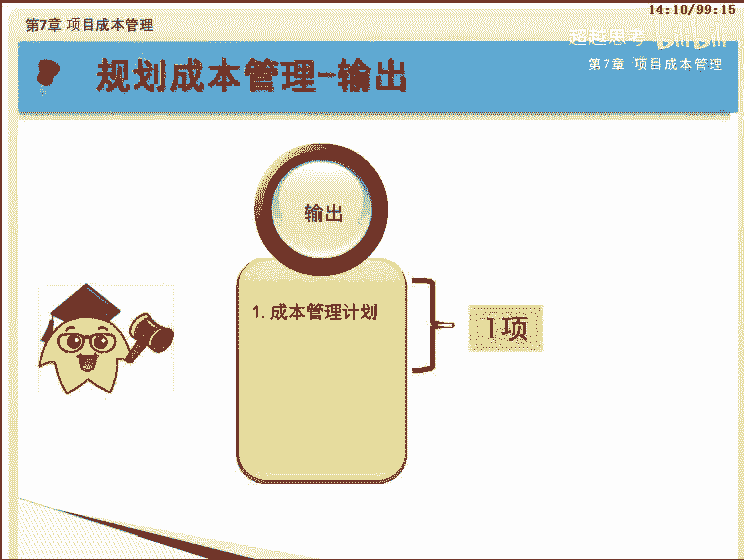 14:10/99:15
第7章 项目成本管理
超越思考 bilibili
规划成本管理-输出
第7章 项目成本管理
输出
1.成本管理计划
1项